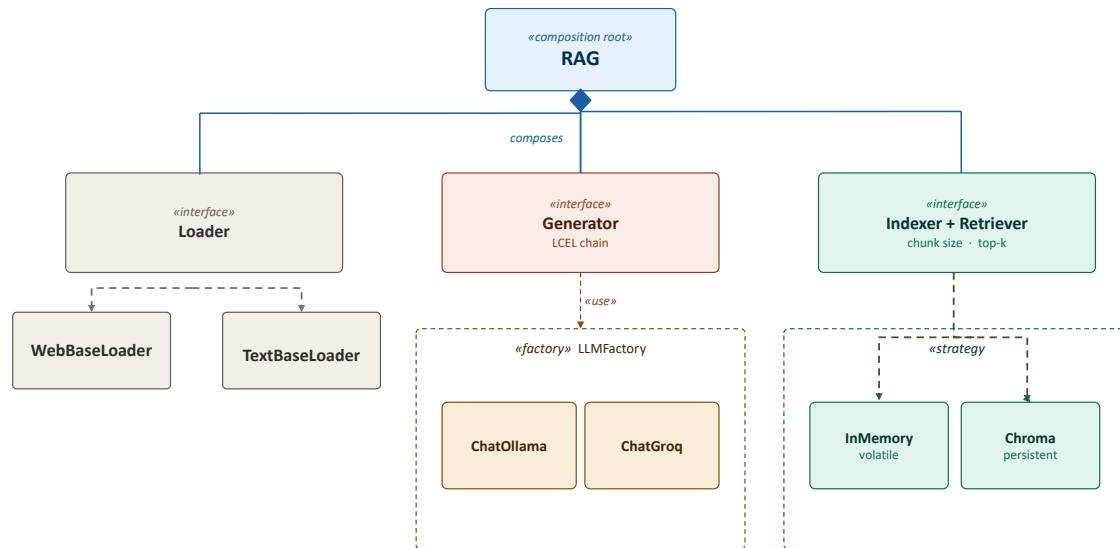 «composition root»
RAG
composes
«interface»
Loader
«interface»
Generator
LCEL chain
«interface»
Indexer + Retriever
chunk size · top-k
«use»
WebBaseLoader
TextBaseLoader
«factory» LLMFactory
«strategy
ChatOllama
ChatGroq
InMemory
volatile
Chroma
persistent